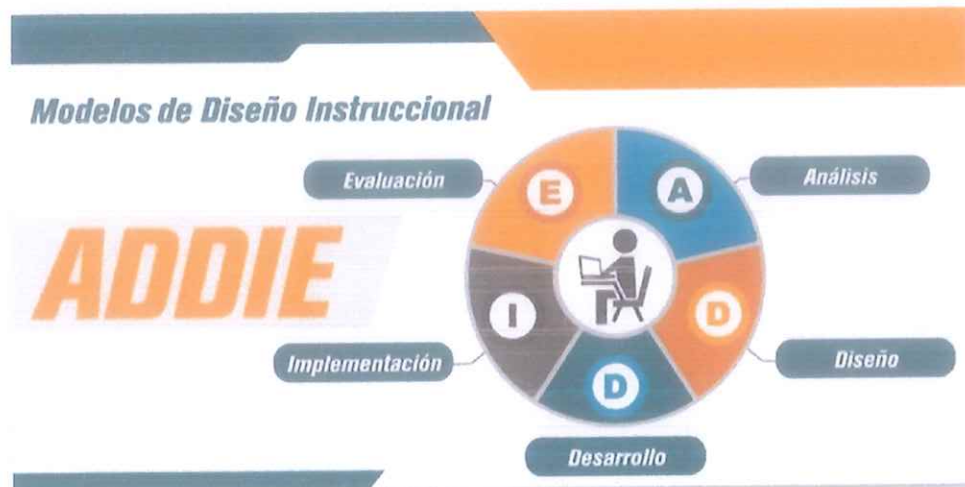 Modelos de Diseño Instruccional
Evaluación
E
A
Análisis
ADDIE
I
D
Implementación
D
Diseño
Desarrollo